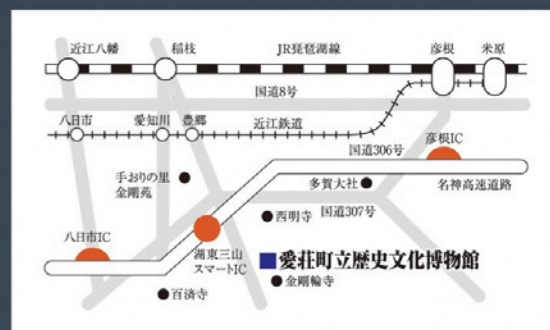 近江八幡
稲枝
JR琵琶湖線
彦根
米原
国道8号
八日市
愛知川
豊郷
近江鉄道
彦根IC
国道306号
手おりの里
金剛苑
多賀大社
名神高速道路
西明寺
国道307号
八日市IC
湖東三山
スマートIC
愛荘町立歴史文化博物館
金剛輪寺
百済寺